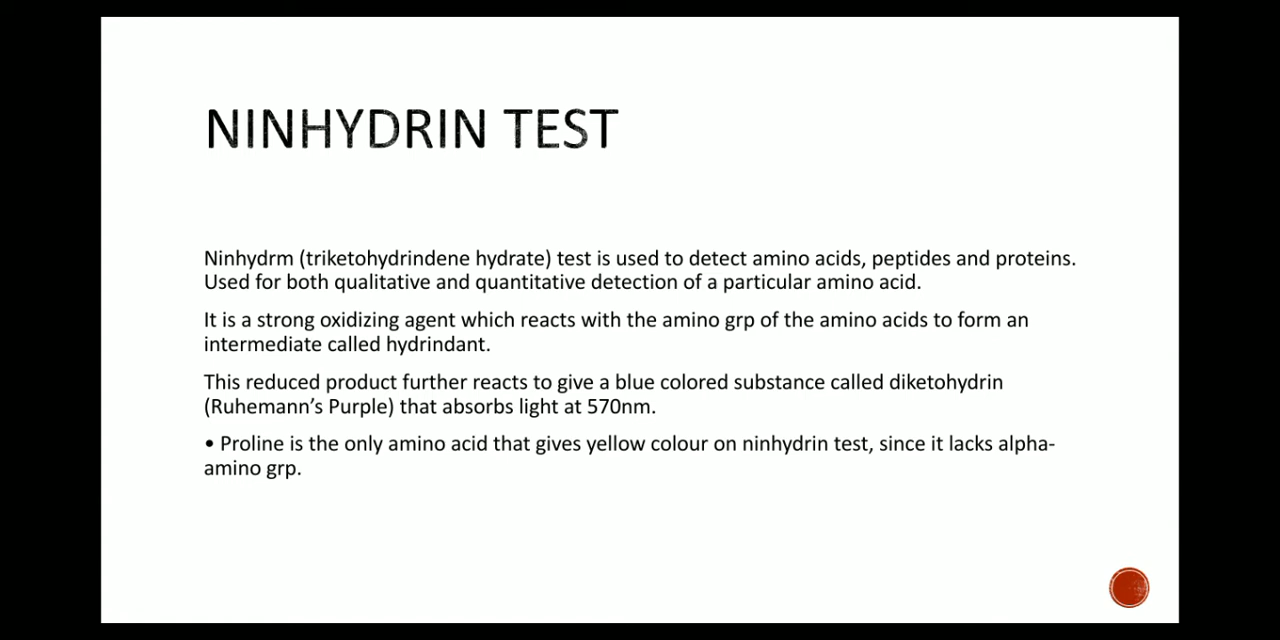 NINHYDRIN TEST
Ninhydrm (triketohydrindene hydrate) test is used to detect amino acids, peptides and proteins.
Used for both qualitative and quantitative detection of a particular amino acid.
It is a strong oxidizing agent which reacts with the amino grp of the amino acids to form an
intermediate called hydrindant.
This reduced product further reacts to give a blue colored substance called diketohydrin
(Ruhemann’s Purple) that absorbs light at 570nm.
• Proline is the only amino acid that gives yellow colour on ninhydrin test, since it lacks alpha-
amino grp.